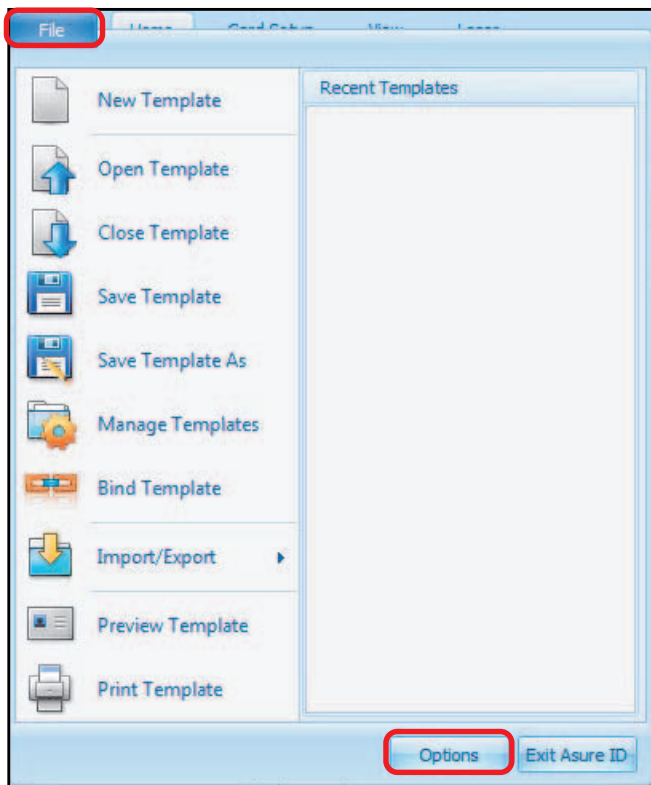 File
New Template
Recent Templates
Open Template
Close Template
Save Template
Save Template As
Manage Templates
Bind Template
Import/Export
Preview Template
Print Template
Options Exit Asure ID